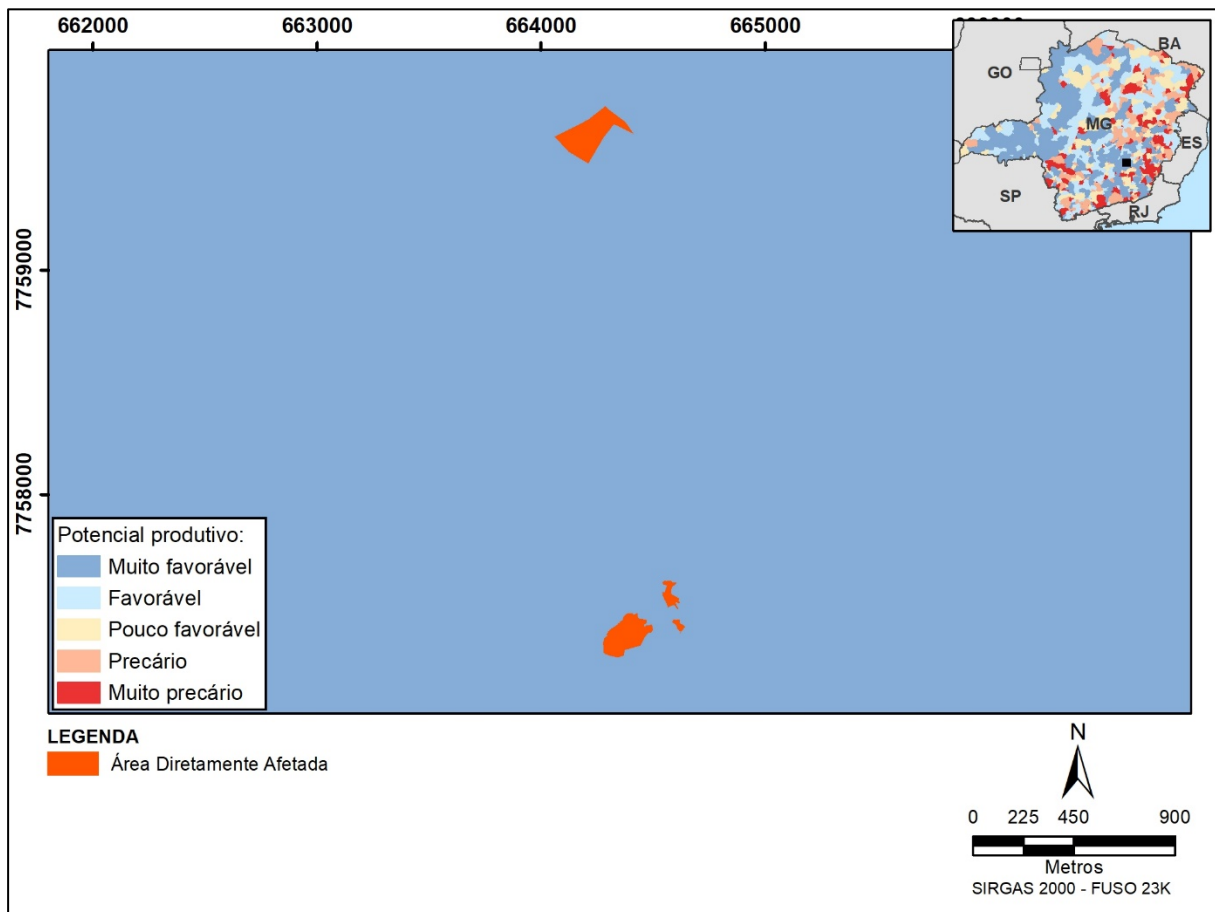 662000 663000 664000 665000
BA
GO
MG
ES
SP
RJ
7759000
7758000
Potencial produtivo:
Muito favorável
Favorável
Pouco favorável
Precário
Muito precário
LEGENDA
Área Diretamente Afetada
N
0 225 450 900
Metros
SIRGAS 2000 - FUSO 23K